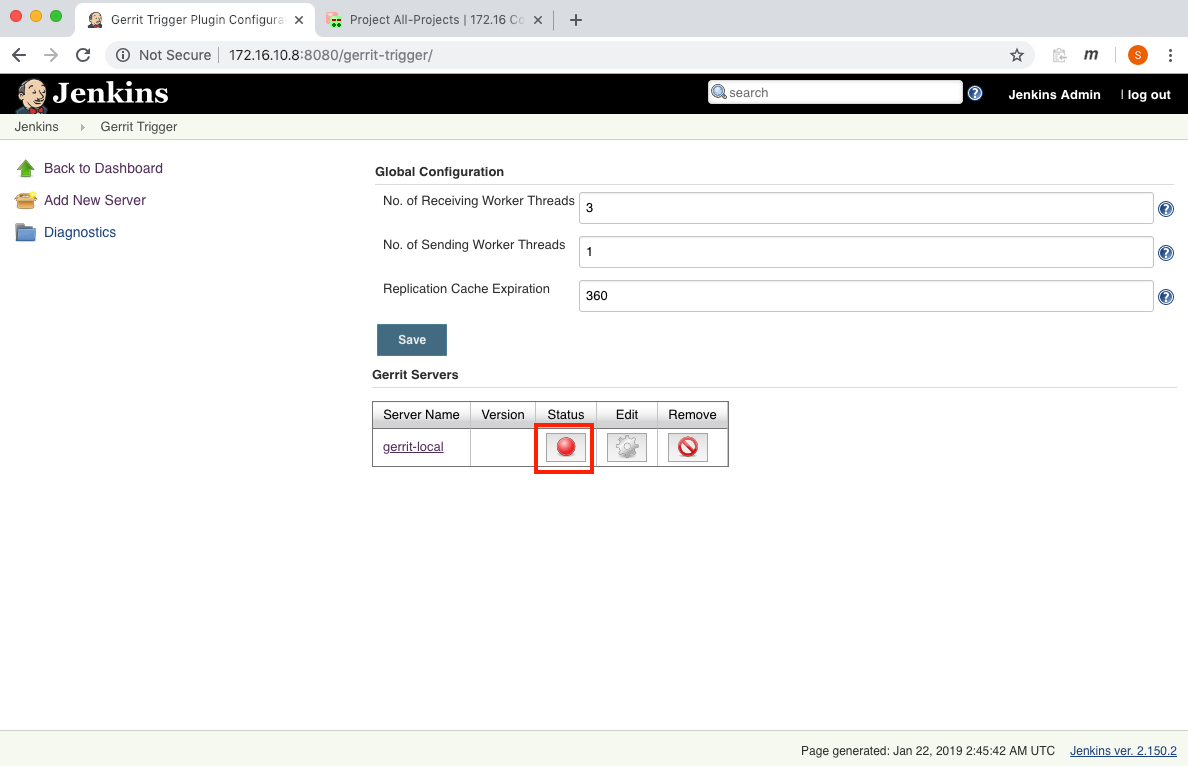 Gerrit Trigger Plugin Configura
Project All-Projects | 172.16 Co
Not Secure
172.16.10.8:8080/gerrit-trigger/
m
S
Jenkins
search
Jenkins Admin
| log out
Jenkins
Gerrit Trigger
Back to Dashboard
Add New Server
Diagnostics
Global Configuration
No. of Receiving Worker Threads
3
No. of Sending Worker Threads
1
Replication Cache Expiration
360
Save
Gerrit Servers
Server Name Version Status Edit Remove
gerrit-local
Page generated: Jan 22, 2019 2:45:42 AM UTC Jenkins ver. 2.150.2